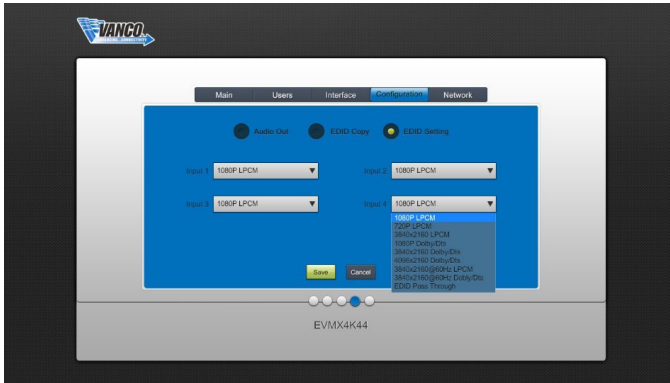 VANCO
Main Users Interface Configuration Network
Audio Out EDID Copy EDID Setting
Input 1 1080P LPCM Input 2 1080P LPCM
Input 3 1080P LPCM Input 4 1080P LPCM
1080P LPCM
720P LPCM
3840x2160 LPCM
1080P Dolby/Dts
3840x2160 Dolby/Dts
4096x2160 Dolby/Dts
3840x2160@60Hz LPCM
3840x2160@60Hz Dobly/Dts
EDID Pass Through
Save Cancel
EVMX4K44